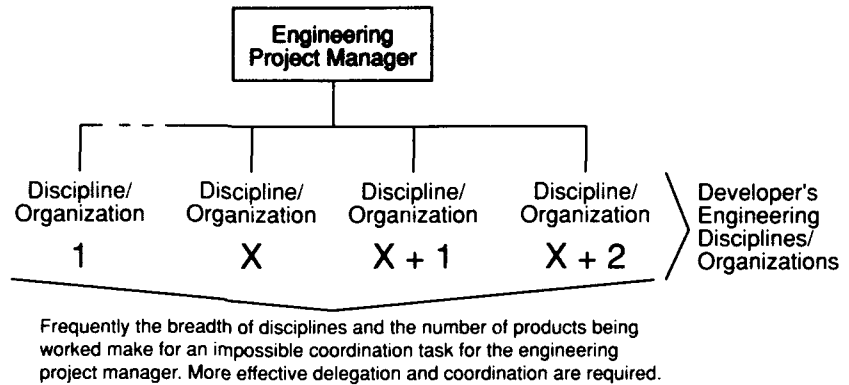 Engineering
Project Manager
Discipline/
Organization
1
Discipline/
Organization
X
Discipline/
Organization
X + 1
Discipline/
Organization
X + 2
Developer's
Engineering
Disciplines/
Organizations
Frequently the breadth of disciplines and the number of products being
worked make for an impossible coordination task for the engineering
project manager. More effective delegation and coordination are required.